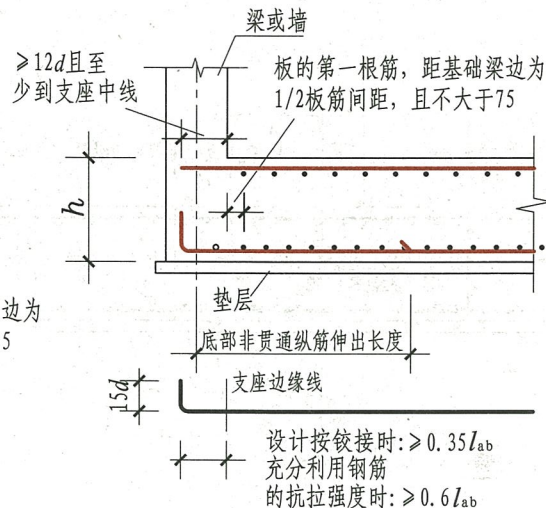 梁或墙
≥12d且至
少到支座中线
板的第一根筋，距基础梁边为
1/2板筋间距，且不大于75
h
边为
5
垫层
底部非贯通纵筋伸出长度
15d
支座边缘线
设计按铰接时:≥0.35lab
充分利用钢筋
的抗拉强度时:≥0.6lab